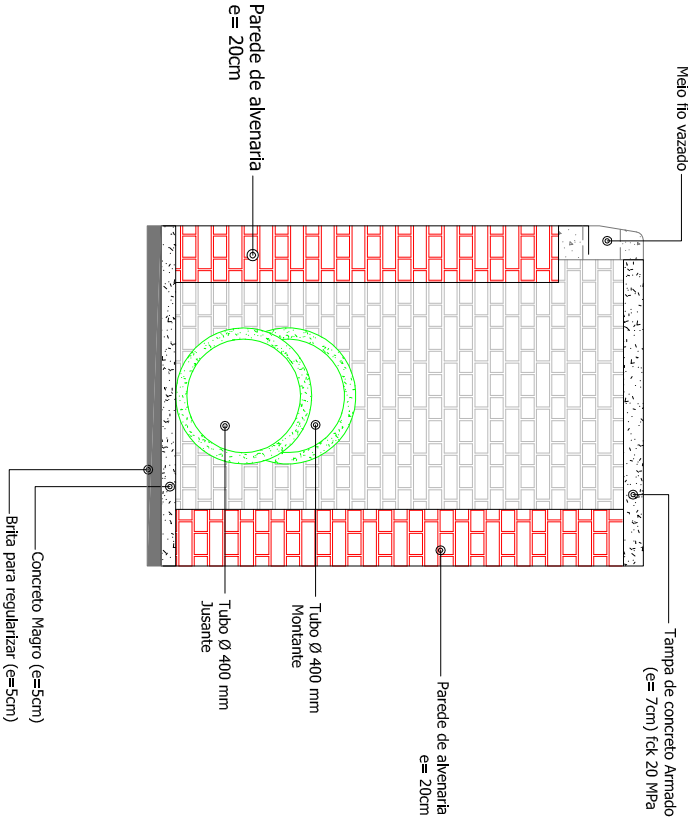 Meio fio vazado
Parede de alvenaria
e= 20cm
Tampa de concreto Armado
(e= 7cm) fck 20 MPa
Parede de alvenaria
e= 20cm
Tubo Ø 400 mm
Montante
Tubo Ø 400 mm
Jusante
Concreto Magro (e=5cm)
Brita para regularizar (e=5cm)